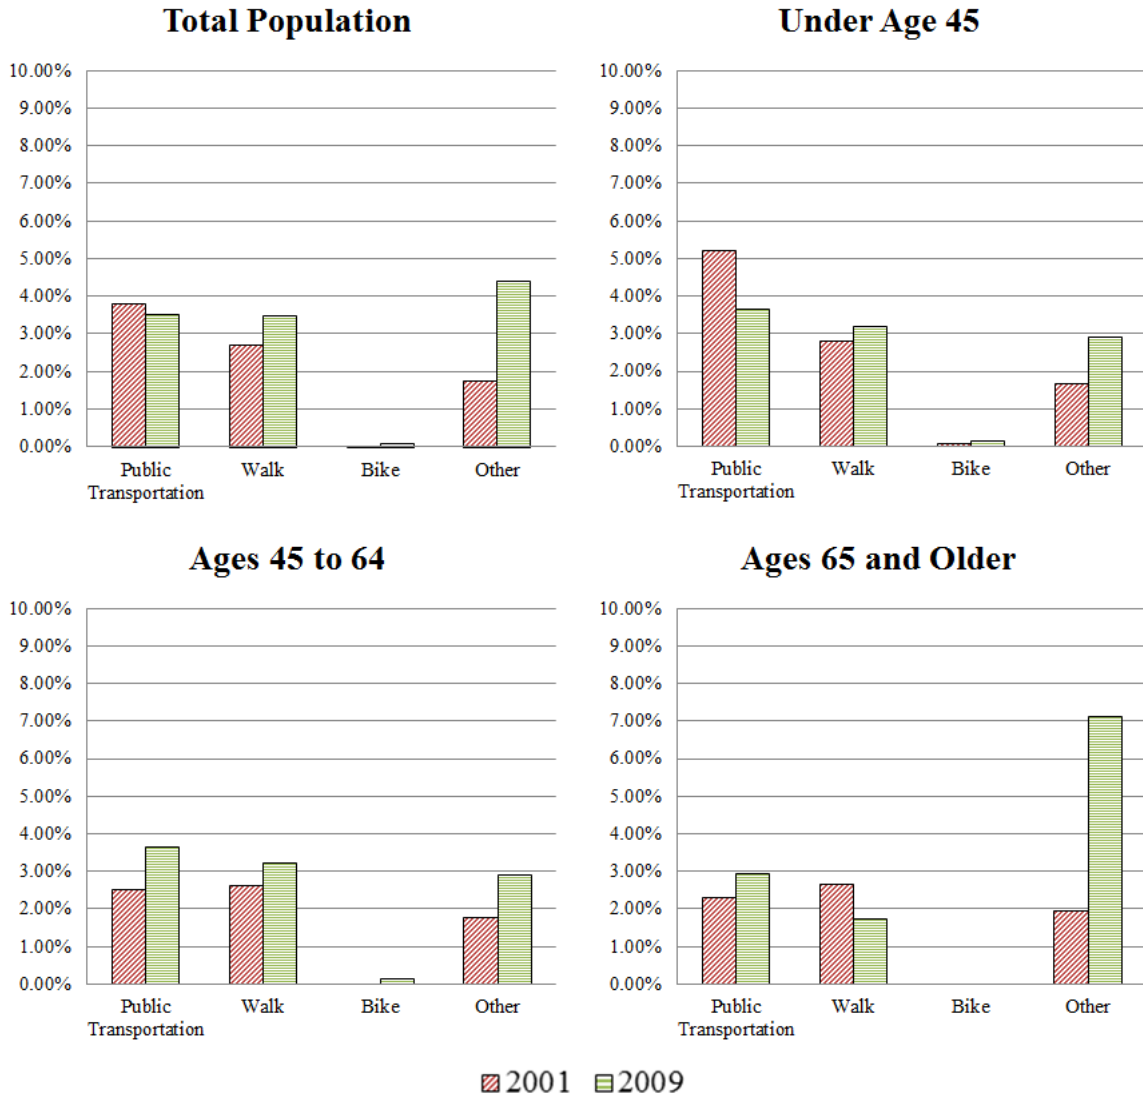 Total Population
10.00%
9.00%
8.00%
7.00%
6.00%
5.00%
4.00%
3.00%
2.00%
1.00%
0.00%
Public Transportation
Walk
Bike
Other
Under Age 45
10.00%
9.00%
8.00%
7.00%
6.00%
5.00%
4.00%
3.00%
2.00%
1.00%
0.00%
Public Transportation
Walk
Bike
Other
Ages 45 to 64
10.00%
9.00%
8.00%
7.00%
6.00%
5.00%
4.00%
3.00%
2.00%
1.00%
0.00%
Public Transportation
Walk
Bike
Other
Ages 65 and Older
10.00%
9.00%
8.00%
7.00%
6.00%
5.00%
4.00%
3.00%
2.00%
1.00%
0.00%
Public Transportation
Walk
Bike
Other
2001 2009